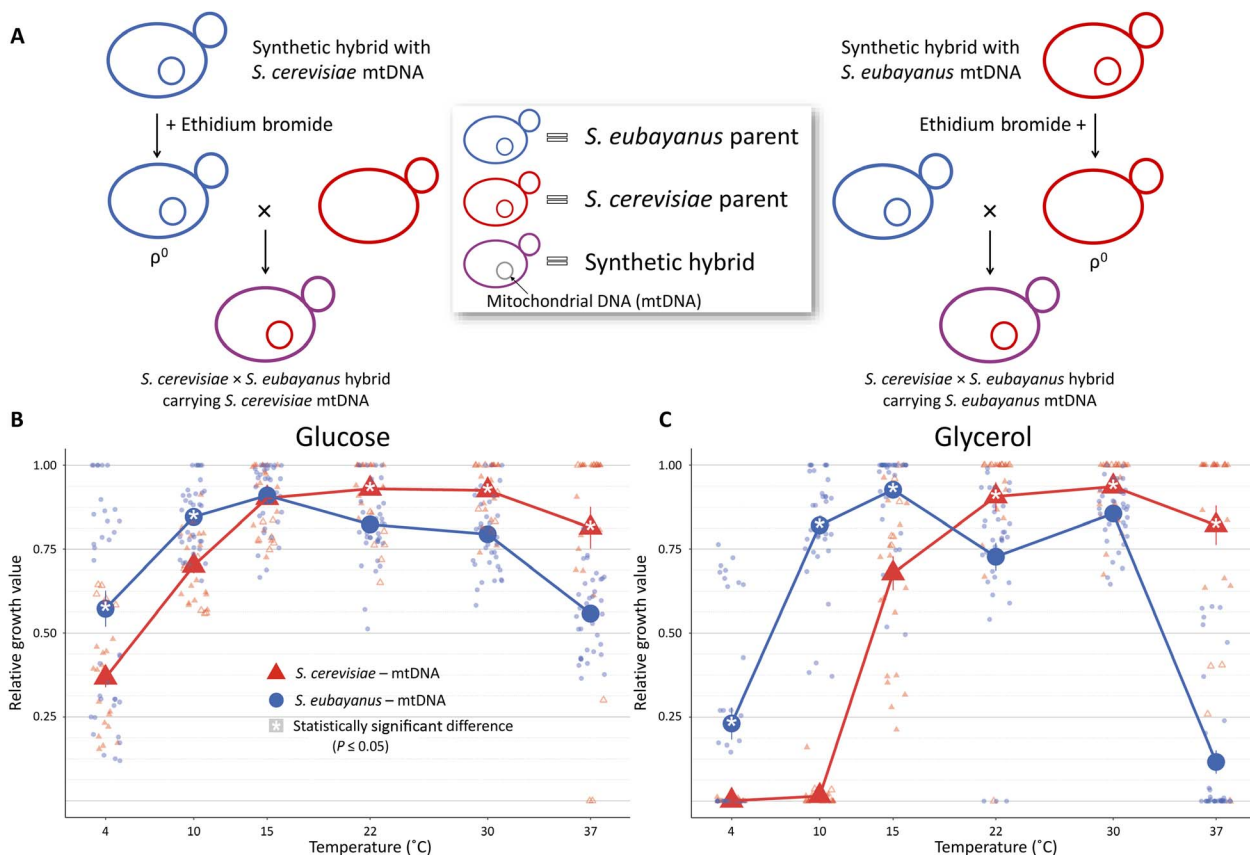 A
Synthetic hybrid with
S. cerevisiae mtDNA
+ Ethidium bromide
×
ρ⁰
S. cerevisiae × S. eubayanus hybrid
carrying S. cerevisiae mtDNA
= S. eubayanus parent
= S. cerevisiae parent
= Synthetic hybrid
Mitochondrial DNA (mtDNA)
Synthetic hybrid with
S. eubayanus mtDNA
Ethidium bromide +
×
ρ⁰
S. cerevisiae × S. eubayanus hybrid
carrying S. eubayanus mtDNA
B
Glucose
Relative growth value
1.00
0.75
0.50
0.25
S. cerevisiae – mtDNA
S. eubayanus – mtDNA
* Statistically significant difference
(P ≤ 0.05)
4 10 15 22 30 37
Temperature (˚C)
C
Glycerol
Relative growth value
1.00
0.75
0.50
0.25
4 10 15 22 30 37
Temperature (˚C)